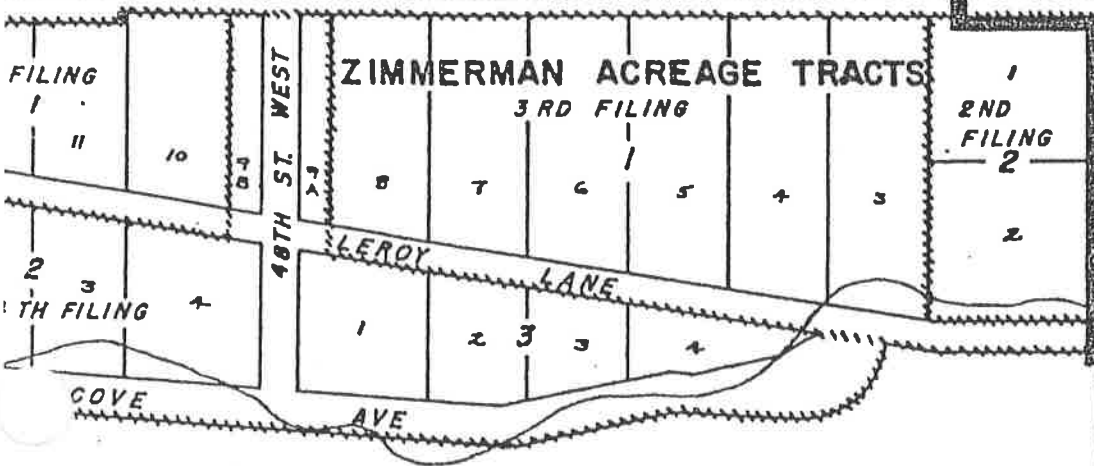 ZIMMERMAN ACREAGE TRACTS
3RD FILING
1
8
7
6
5
4
3
1
2ND
FILING
2
2
FILING
1
11
10
9B
48TH ST. WEST
9A
LEROY LANE
2
3
4
TH FILING
1
2
3
3
4
COVE AVE